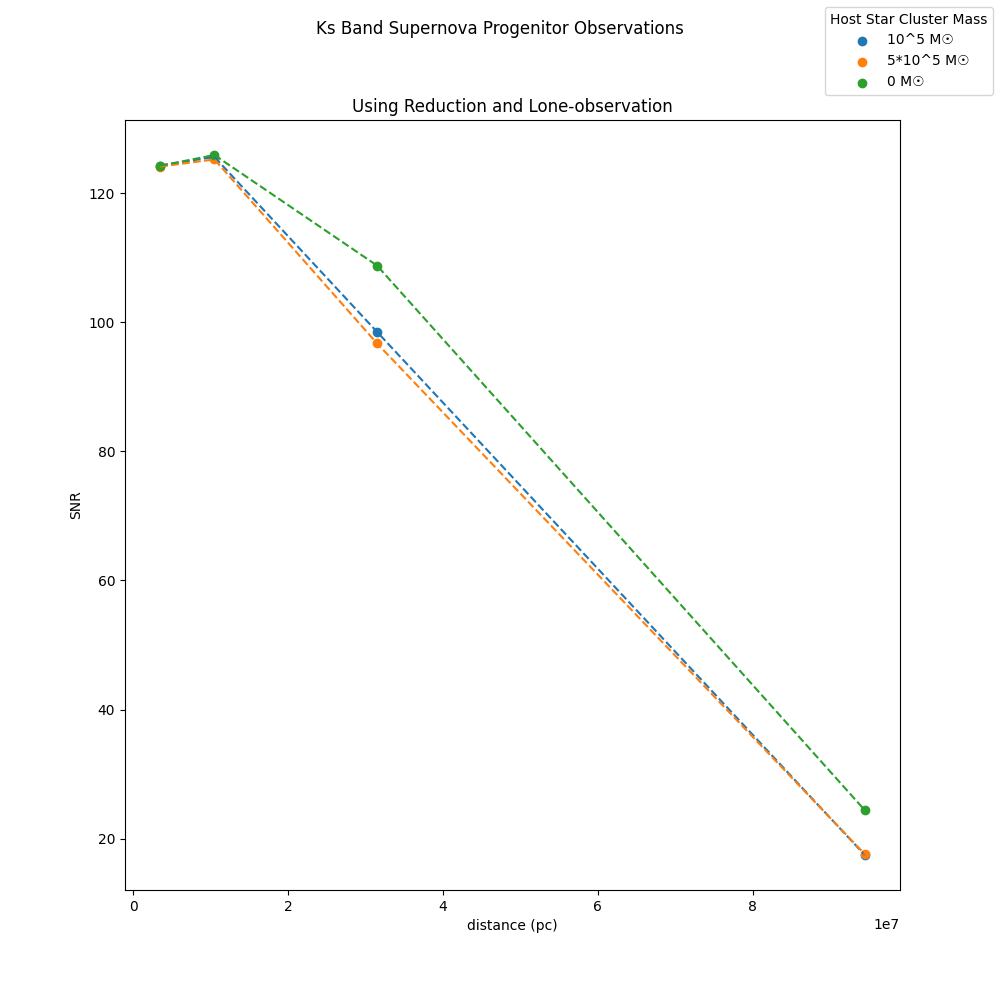 Ks Band Supernova Progenitor Observations
Host Star Cluster Mass
10^5 M☉
5*10^5 M☉
0 M☉
Using Reduction and Lone-observation
SNR
120
100
80
60
40
20
0 2 4 6 8
1e7
distance (pc)